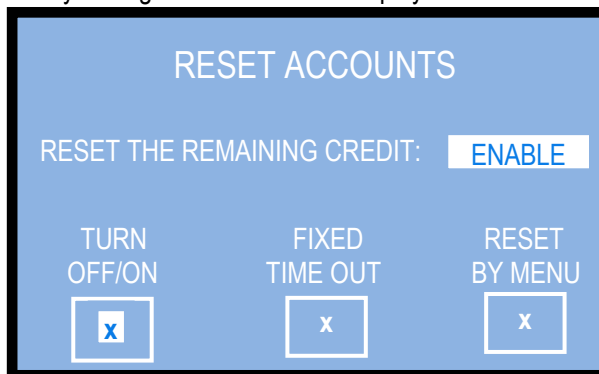 RESET ACCOUNTS
RESET THE REMAINING CREDIT: ENABLE
TURN OFF/ON
FIXED TIME OUT
RESET BY MENU
x
x
x